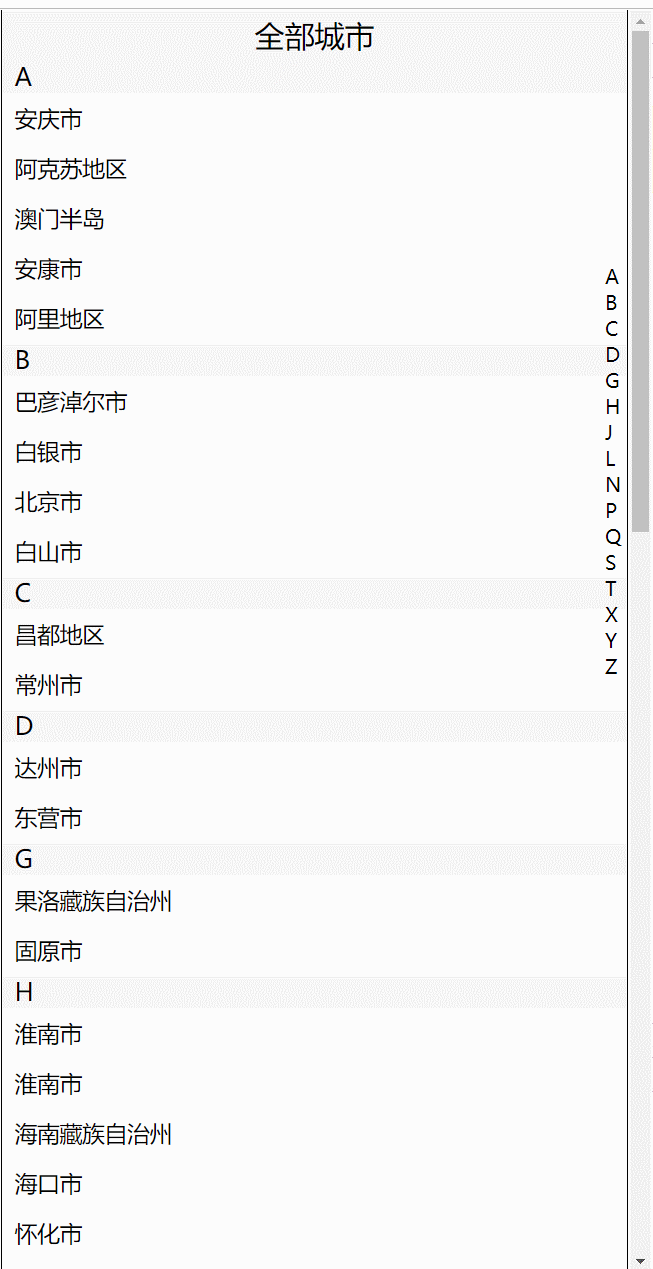 全部城市
A
安庆市
阿克苏地区
澳门半岛
安康市
阿里地区
B
巴彦淖尔市
白银市
北京市
白山市
C
昌都地区
常州市
D
达州市
东营市
G
果洛藏族自治州
固原市
H
淮南市
淮南市
海南藏族自治州
海口市
怀化市
A
B
C
D
G
H
J
L
N
P
Q
S
T
X
Y
Z